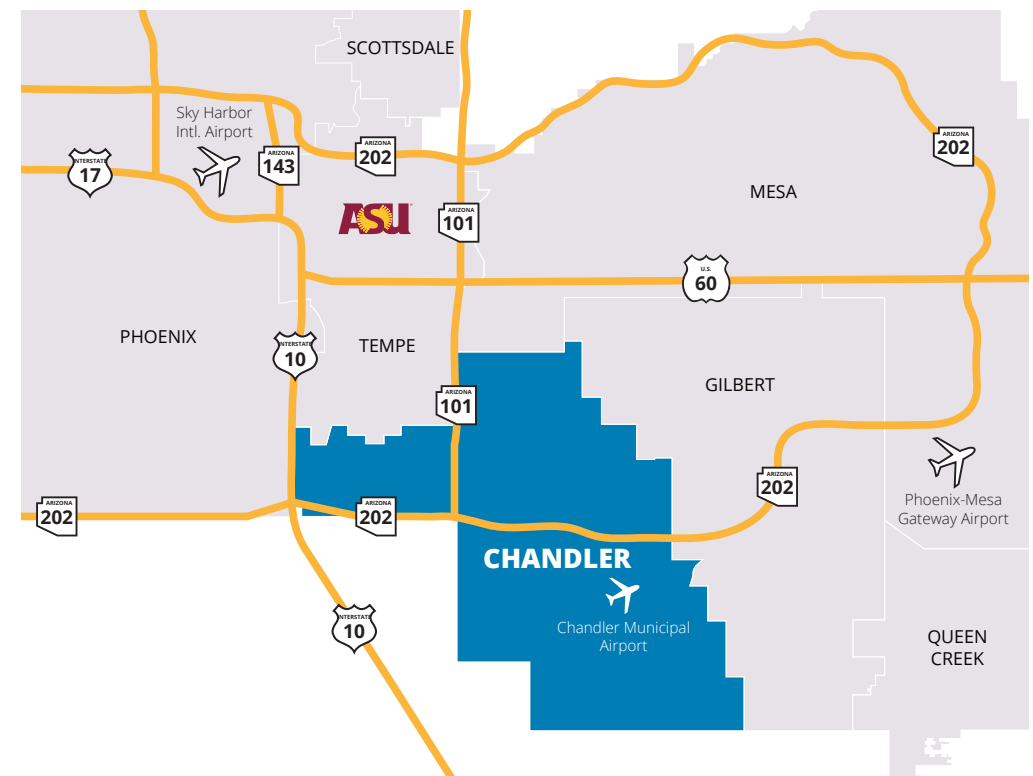 SCOTTSDALE
Sky Harbor
Intl. Airport
ARIZONA
202
ARIZONA
202
INTERSTATE
17
ARIZONA
143
MESA
ASU
ARIZONA
101
U.S.
60
PHOENIX
INTERSTATE
10
TEMPE
GILBERT
ARIZONA
101
ARIZONA
202
Phoenix-Mesa
Gateway Airport
ARIZONA
202
ARIZONA
202
CHANDLER
Chandler Municipal
Airport
INTERSTATE
10
QUEEN
CREEK